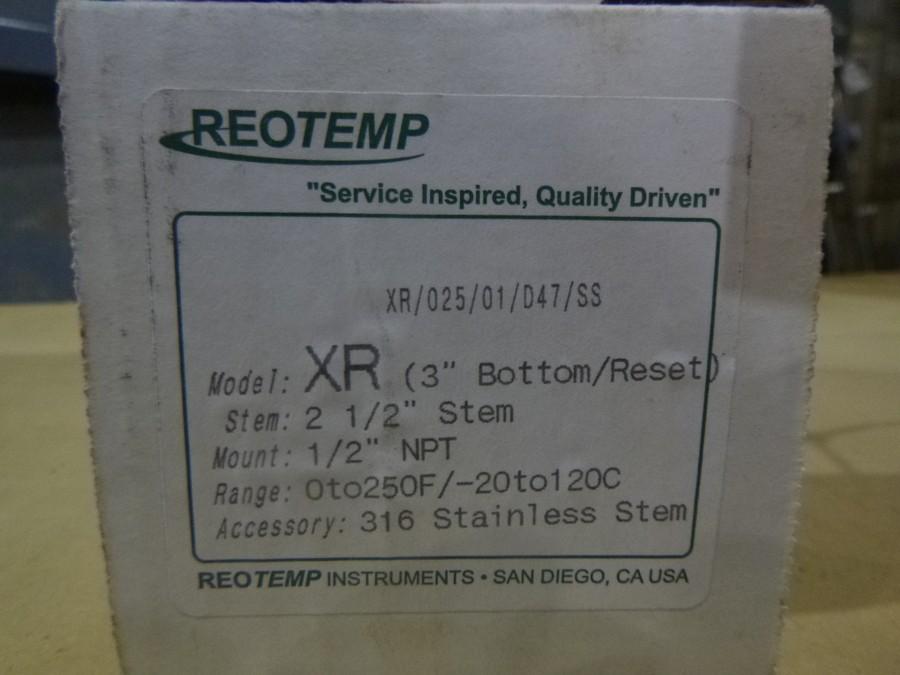 REOTEMP
"Service Inspired, Quality Driven"
XR/025/01/D47/SS
Model: XR (3" Bottom/Reset)
Stem: 2 1/2" Stem
Mount: 1/2" NPT
Range: 0to250F/-20to120C
Accessory: 316 Stainless Stem
REOTEMP INSTRUMENTS • SAN DIEGO, CA USA